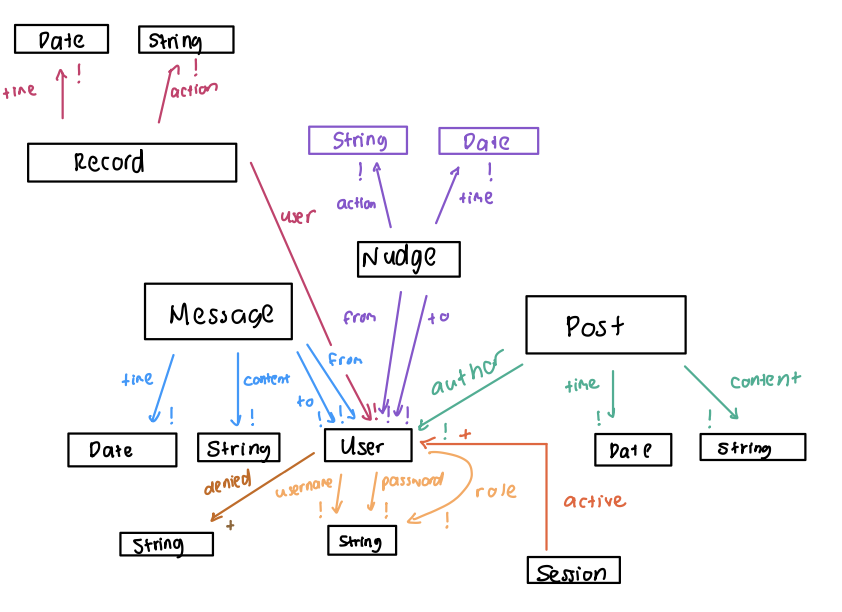 Date
String
time
!
!
action
Record
String
Date
!
action
!
time
user
Nudge
Message
from
to
Post
time
!
content
!
from
to
!
!
!
!
!
author
!
time
!
content
!
Date
String
User
+
Date
String
denied
+
username
!
password
!
role
!
active
String
String
Session